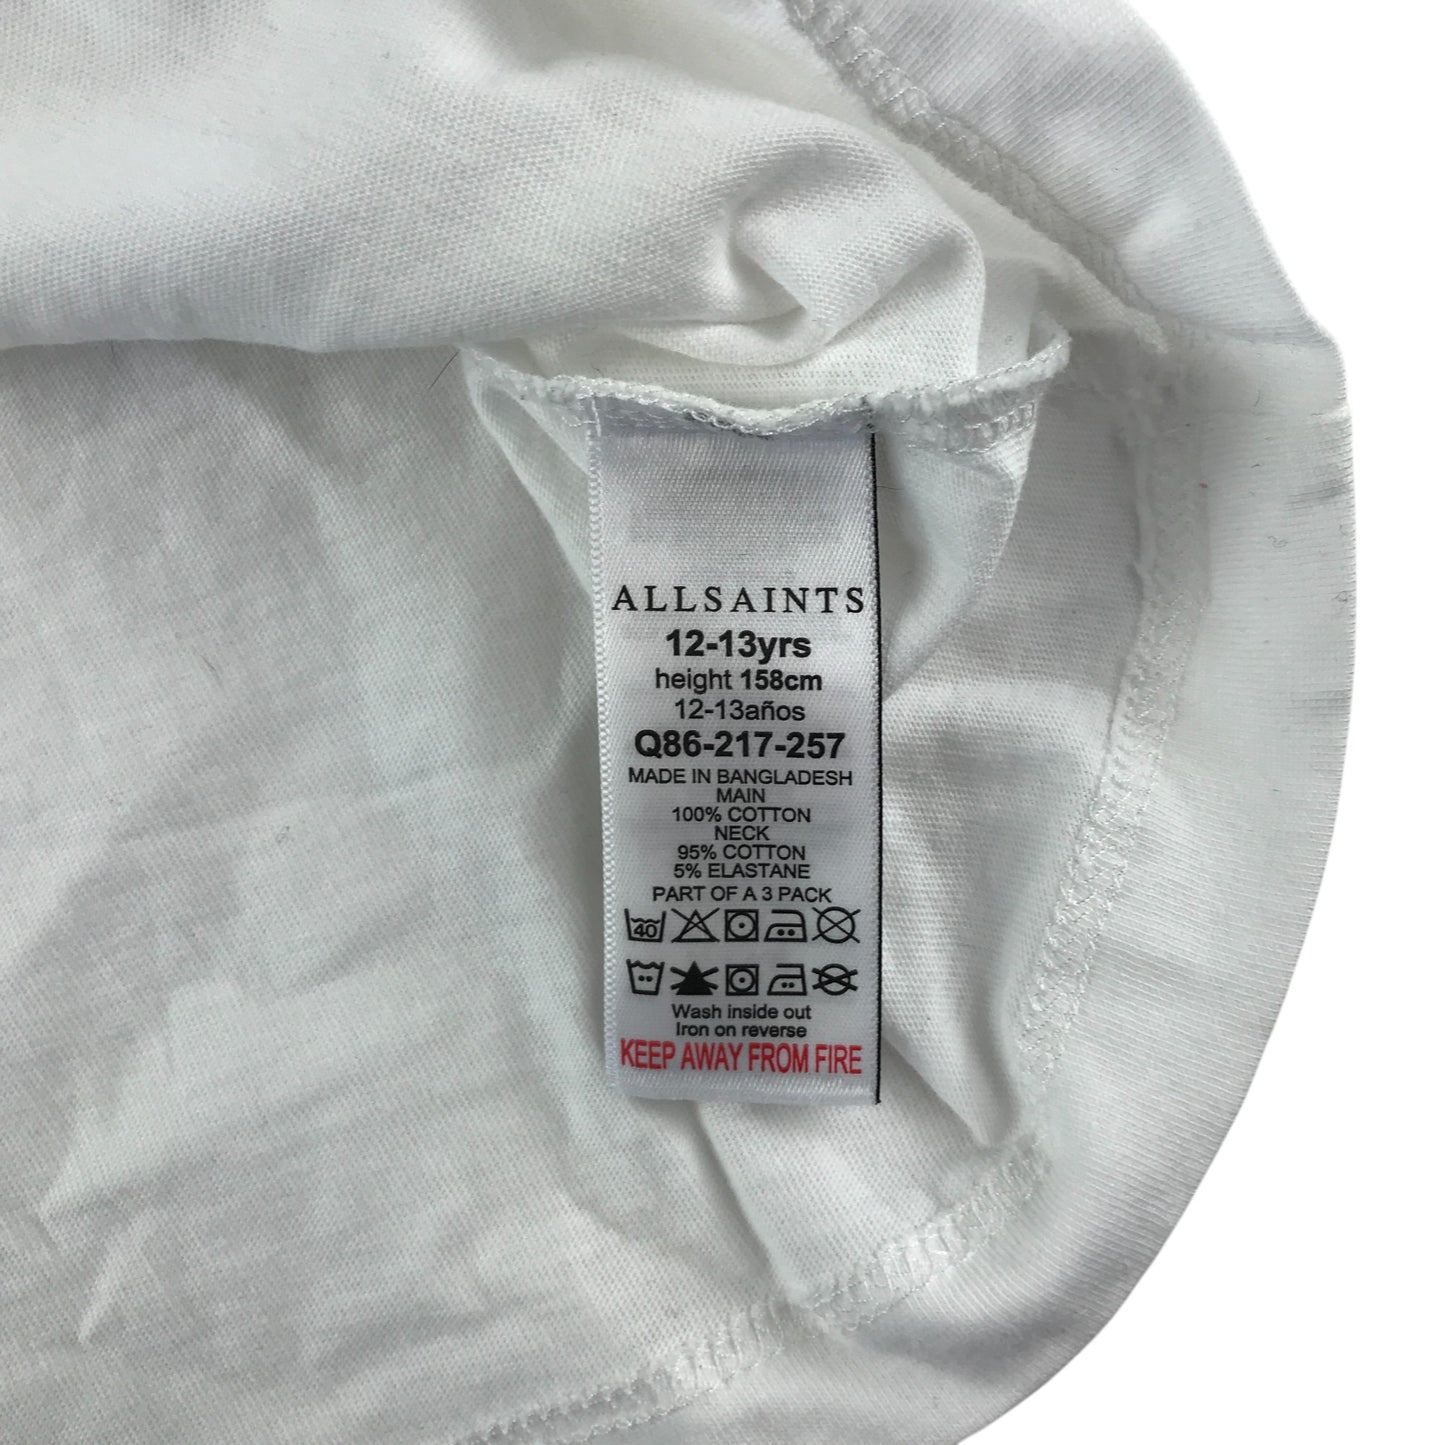 ALLSAINTS
12-13yrs
height 158cm
12-13años
Q86-217-257
MADE IN BANGLADESH
MAIN
100% COTTON
NECK
95% COTTON
5% ELASTANE
PART OF A 3 PACK
40
Wash inside out
Iron on reverse
KEEP AWAY FROM FIRE